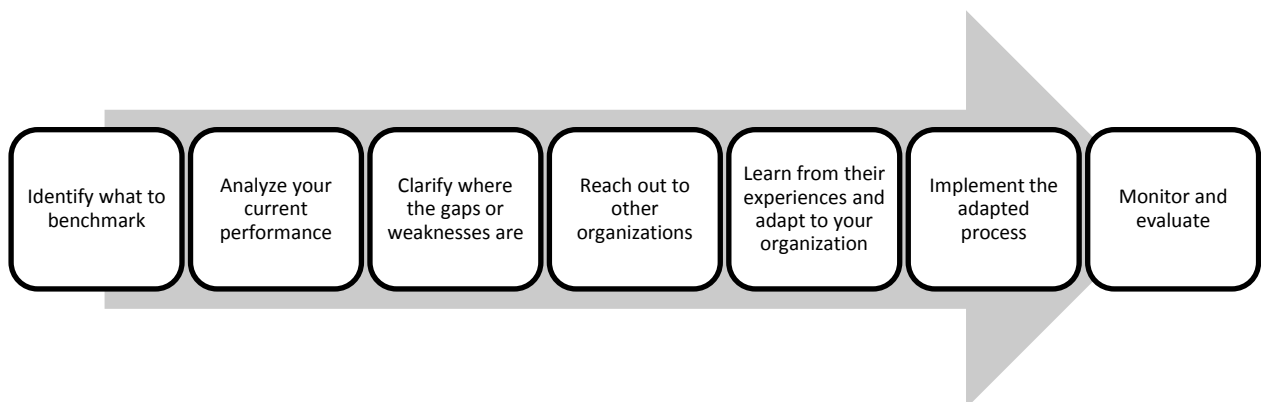 Identify what to
benchmark
Analyze your
current
performance
Clarify where
the gaps or
weaknesses are
Reach out to
other
organizations
Learn from their
experiences and
adapt to your
organization
Implement the
adapted
process
Monitor and
evaluate